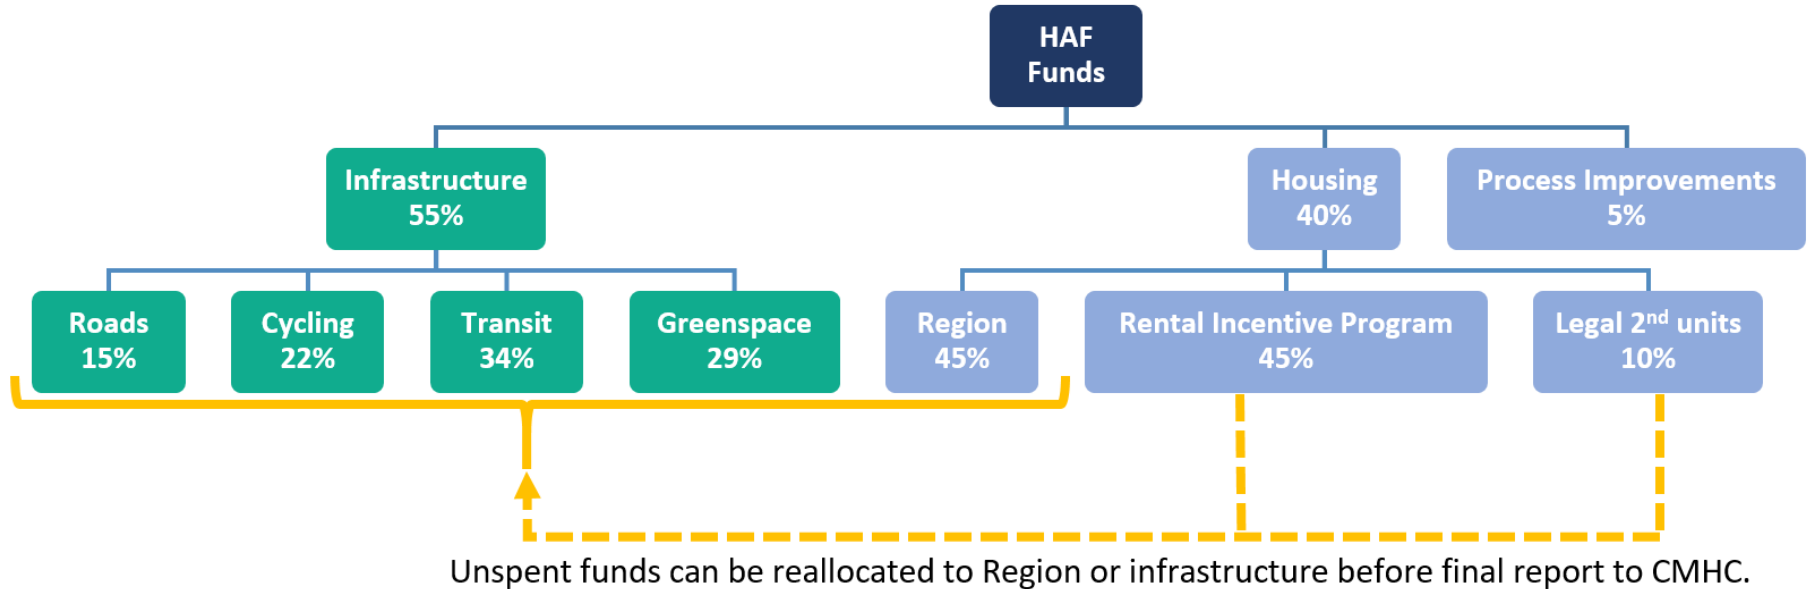 HAF
Funds
Infrastructure
55%
Housing
40%
Process Improvements
5%
Roads
15%
Cycling
22%
Transit
34%
Greenspace
29%
Region
45%
Rental Incentive Program
45%
Legal 2nd units
10%
Unspent funds can be reallocated to Region or infrastructure before final report to CMHC.